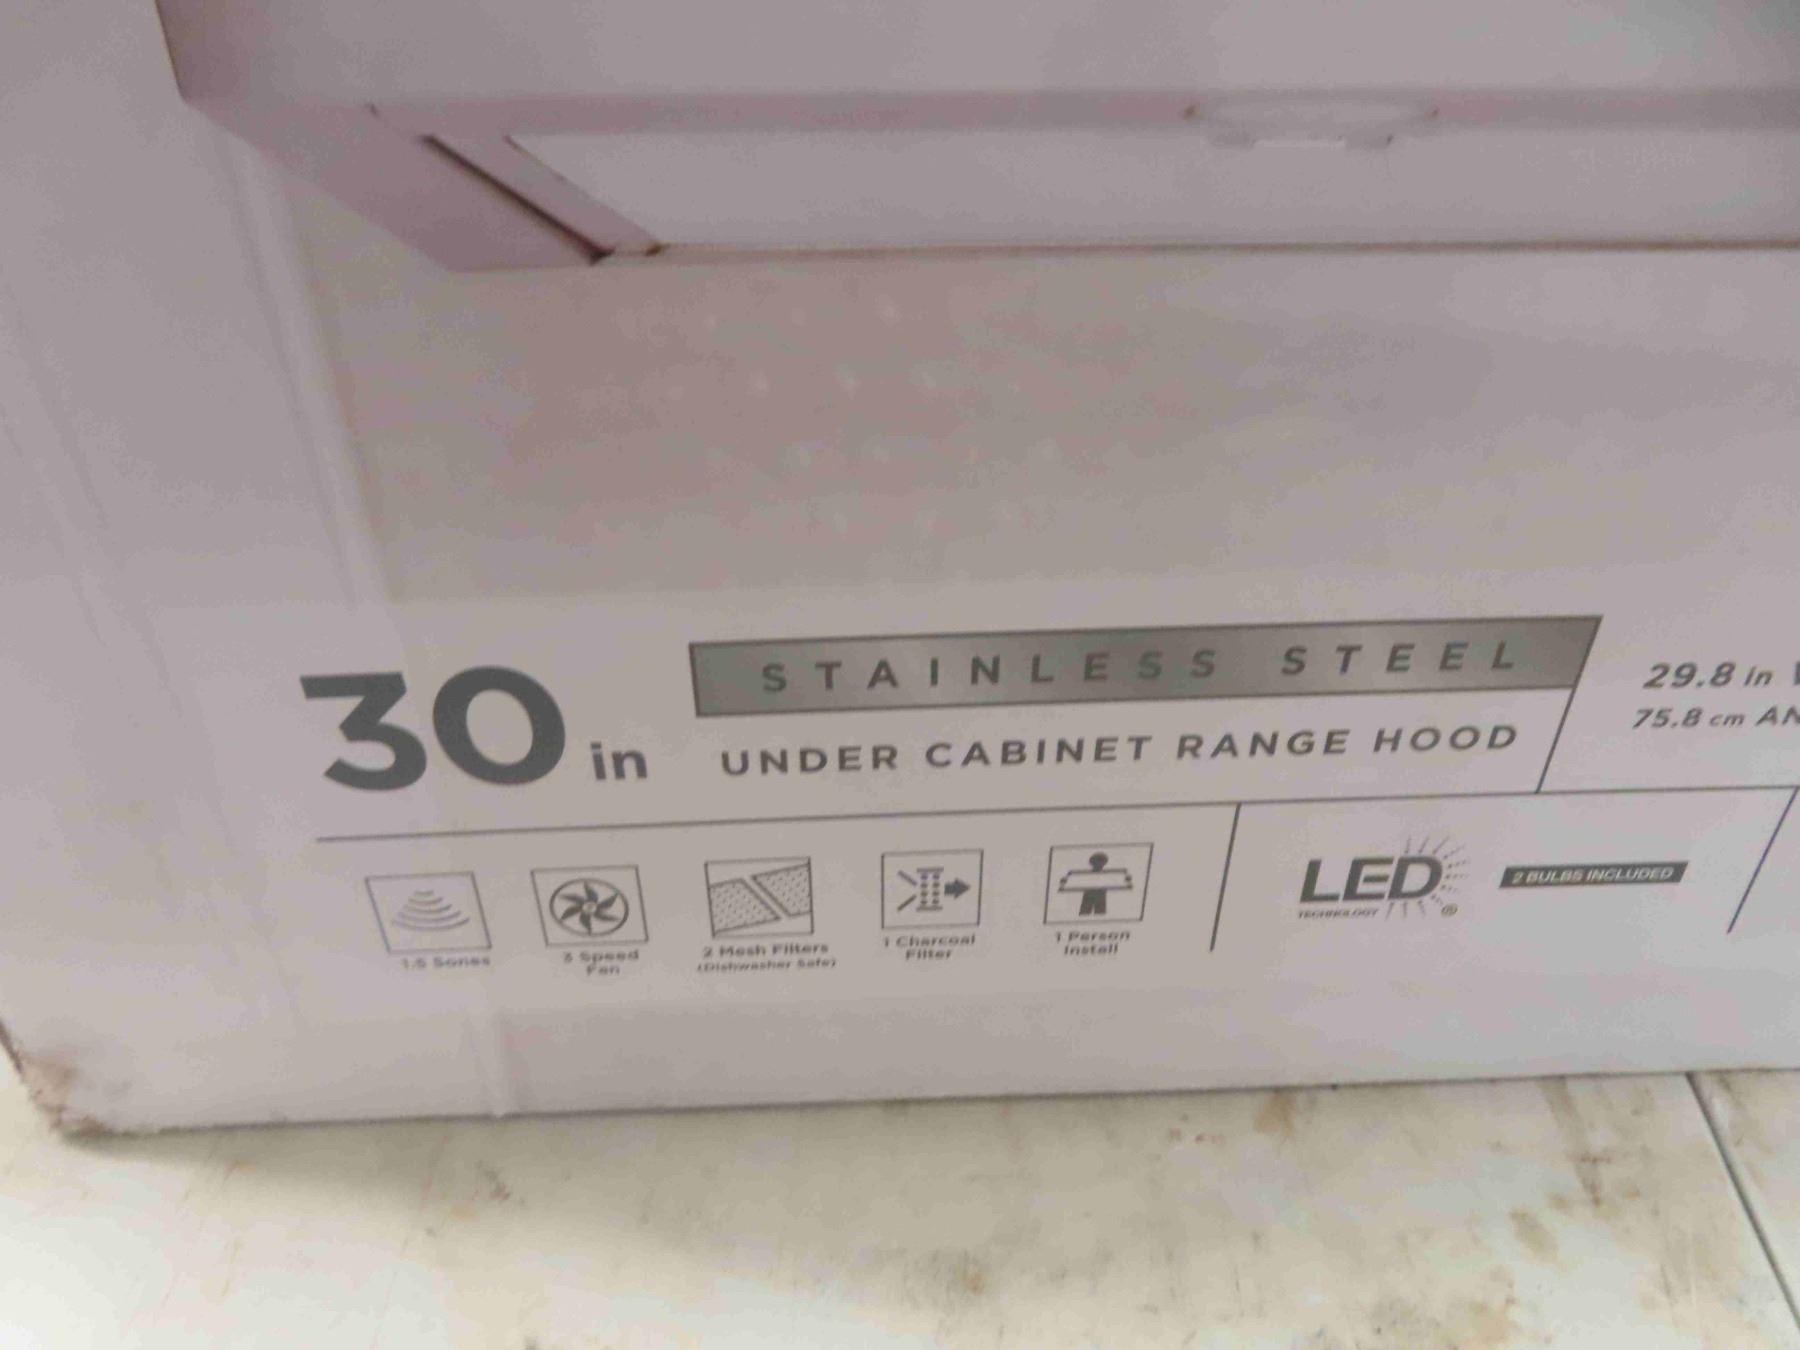 30 in
STAINLESS STEEL
UNDER CABINET RANGE HOOD
29.8 in
75.8 cm
1.5 Sones
3 Speed
Fan
2 Mesh Filters
(Dishwasher Safe)
1 Charcoal
Filter
1 Person
Install
LED
TECHNOLOGY ®
2 BULBS INCLUDED